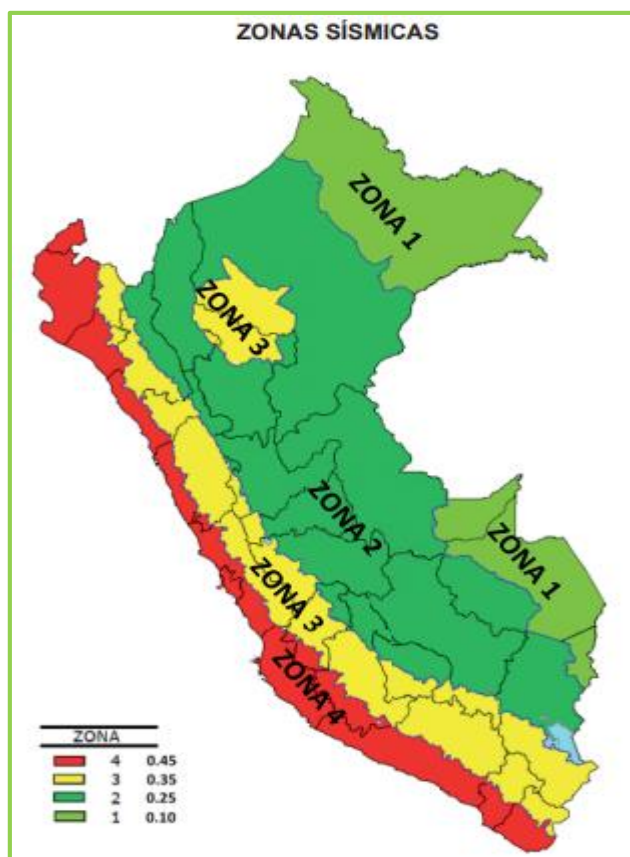 ZONAS SÍSMICAS
ZONA 1
ZONA 3
ZONA 2
ZONA 1
ZONA 3
ZONA 4
ZONA
4 0.45
3 0.35
2 0.25
1 0.10